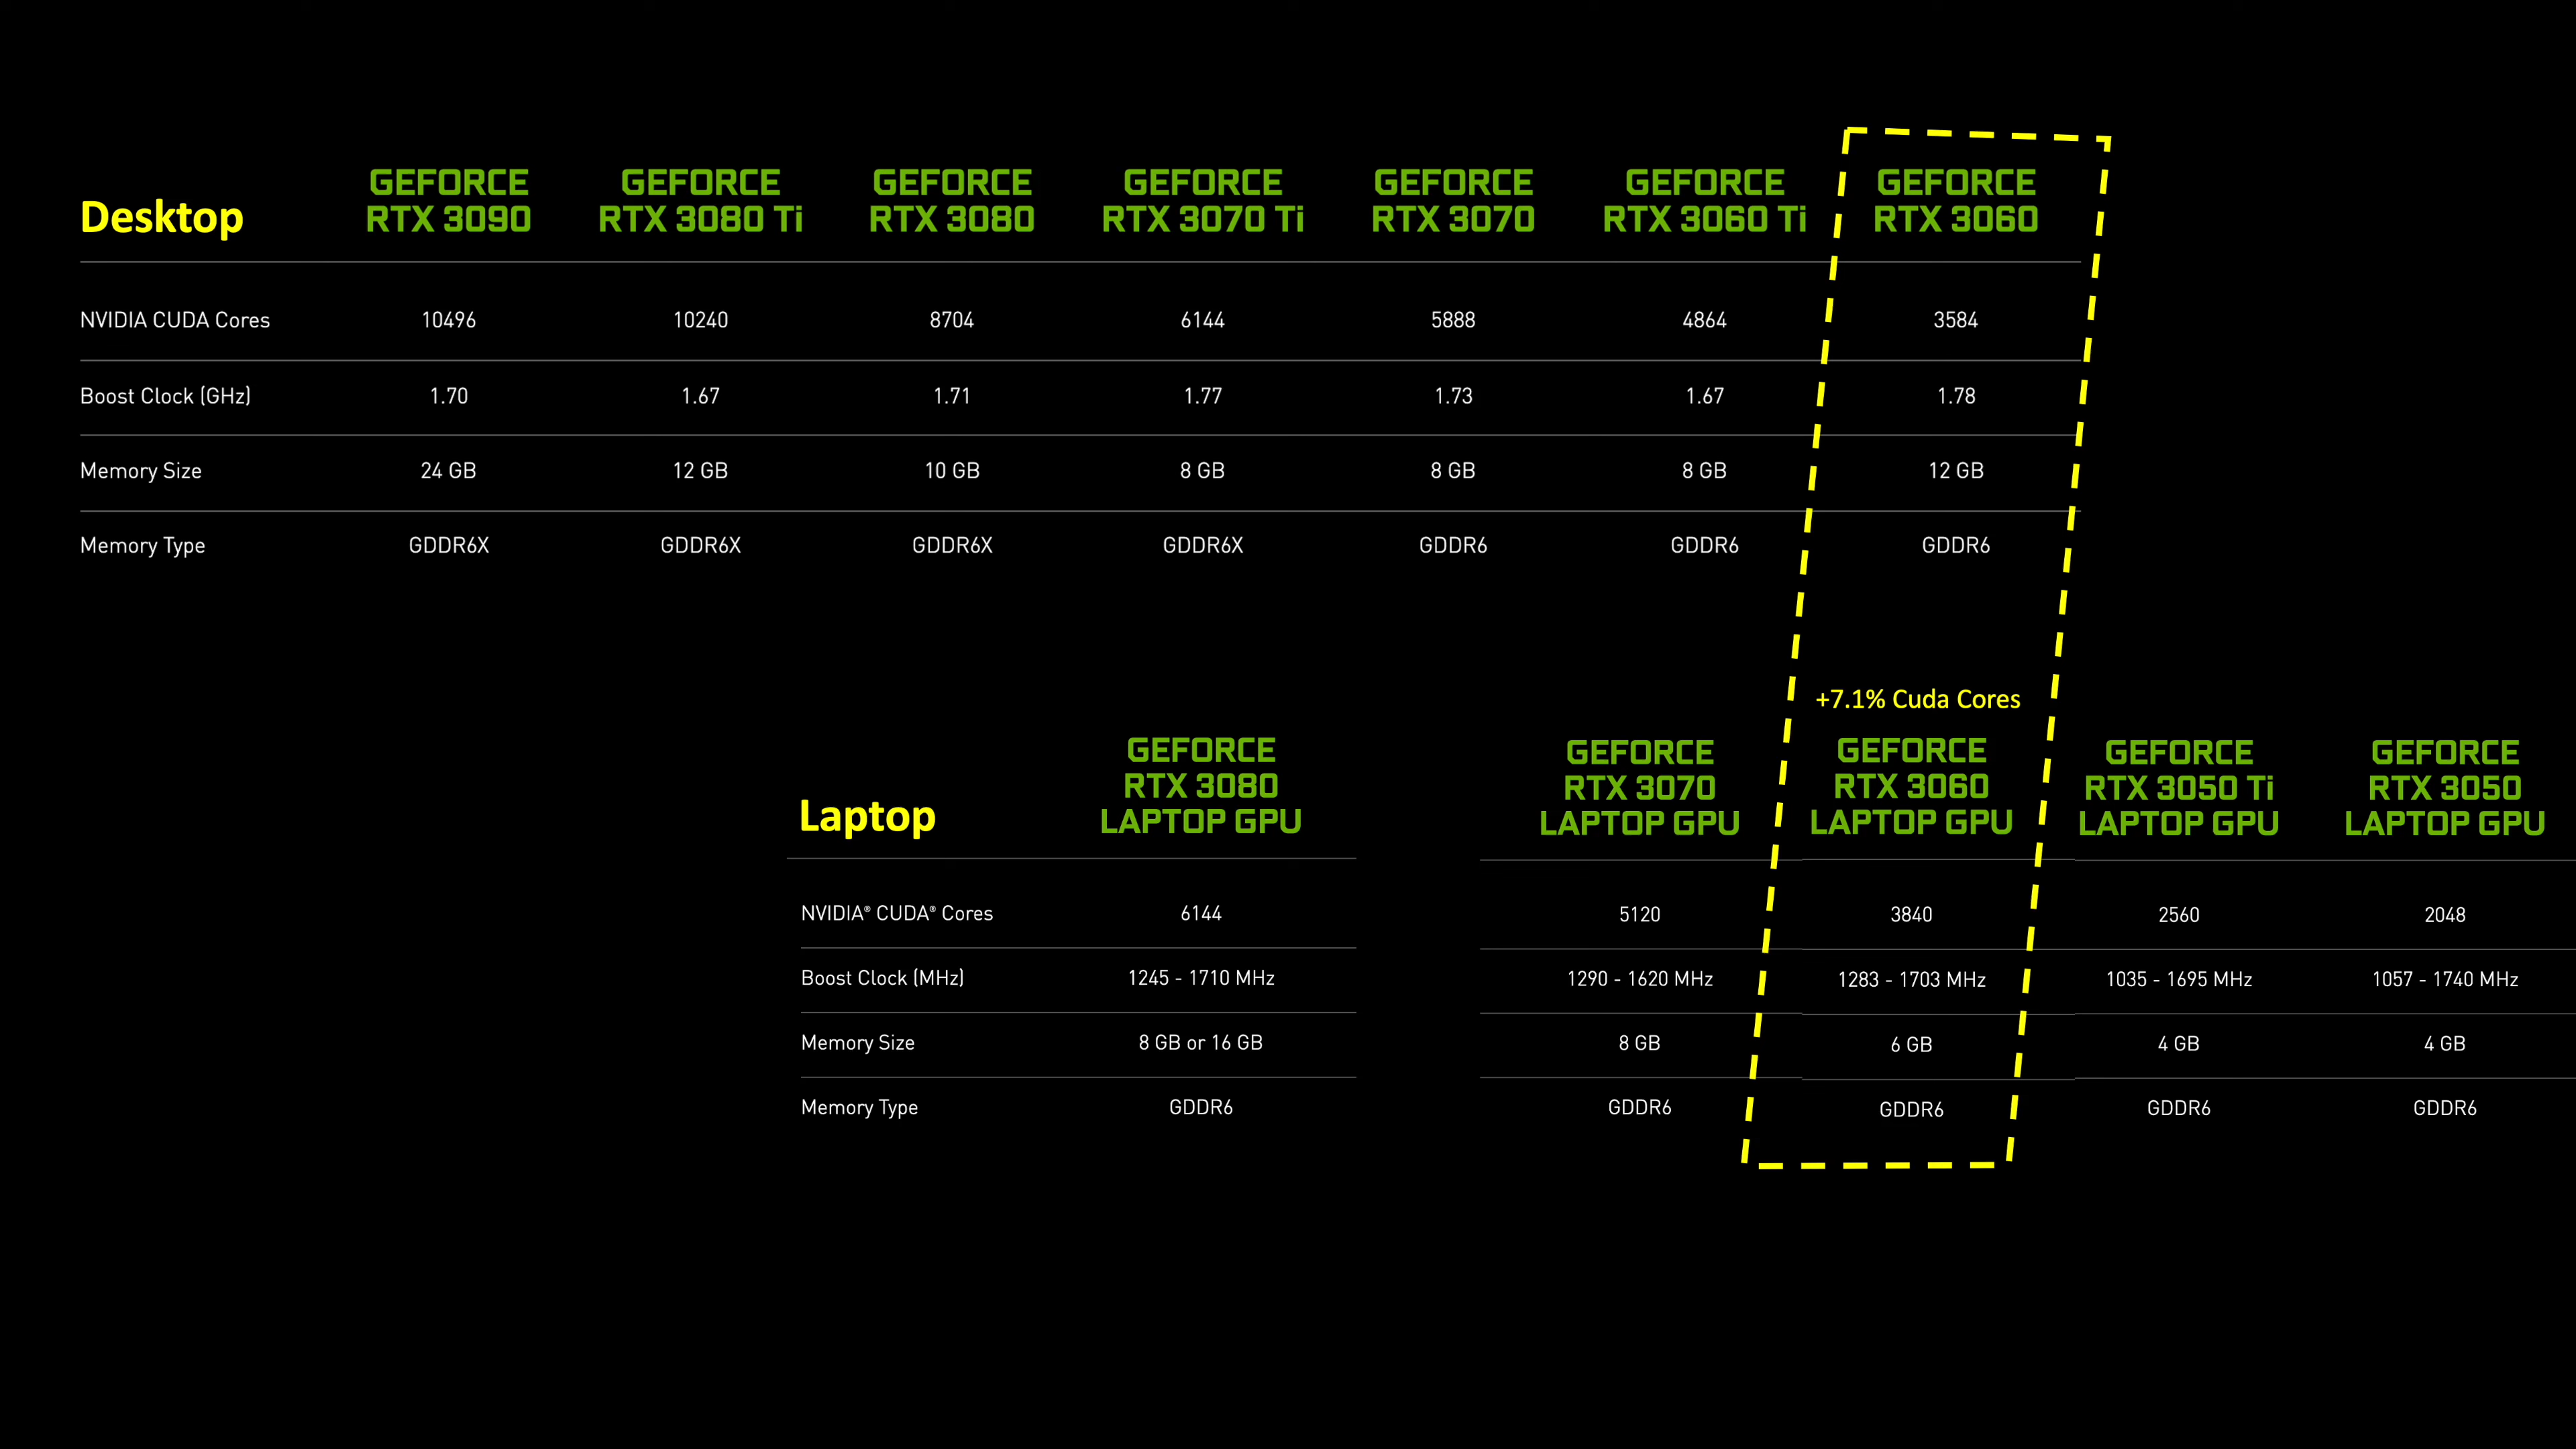 Desktop
GEFORCE RTX 3090
GEFORCE RTX 3080 Ti
GEFORCE RTX 3080
GEFORCE RTX 3070 Ti
GEFORCE RTX 3070
GEFORCE RTX 3060 Ti
GEFORCE RTX 3060
NVIDIA CUDA Cores 10496 10240 8704 6144 5888 4864 3584
Boost Clock (GHz) 1.70 1.67 1.71 1.77 1.73 1.67 1.78
Memory Size 24 GB 12 GB 10 GB 8 GB 8 GB 8 GB 12 GB
Memory Type GDDR6X GDDR6X GDDR6X GDDR6X GDDR6 GDDR6 GDDR6
+7.1% Cuda Cores
Laptop
GEFORCE RTX 3080 LAPTOP GPU
GEFORCE RTX 3070 LAPTOP GPU
GEFORCE RTX 3060 LAPTOP GPU
GEFORCE RTX 3050 Ti LAPTOP GPU
GEFORCE RTX 3050 LAPTOP GPU
NVIDIA® CUDA® Cores 6144 5120 3840 2560 2048
Boost Clock (MHz) 1245 - 1710 MHz 1290 - 1620 MHz 1283 - 1703 MHz 1035 - 1695 MHz 1057 - 1740 MHz
Memory Size 8 GB or 16 GB 8 GB 6 GB 4 GB 4 GB
Memory Type GDDR6 GDDR6 GDDR6 GDDR6 GDDR6